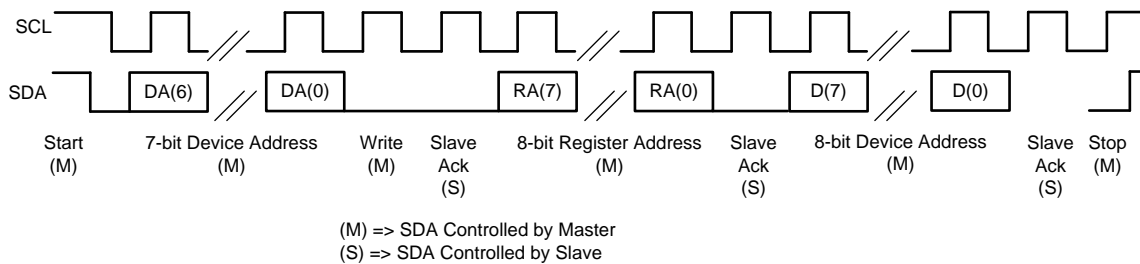 SCL
SDA
DA(6)
DA(0)
RA(7)
RA(0)
D(7)
D(0)
Start
(M)
7-bit Device Address
(M)
Write
(M)
Slave
Ack
(S)
8-bit Register Address
(M)
Slave
Ack
(S)
8-bit Device Address
(M)
Slave
Ack
(S)
Stop
(M)
(M) => SDA Controlled by Master
(S) => SDA Controlled by Slave